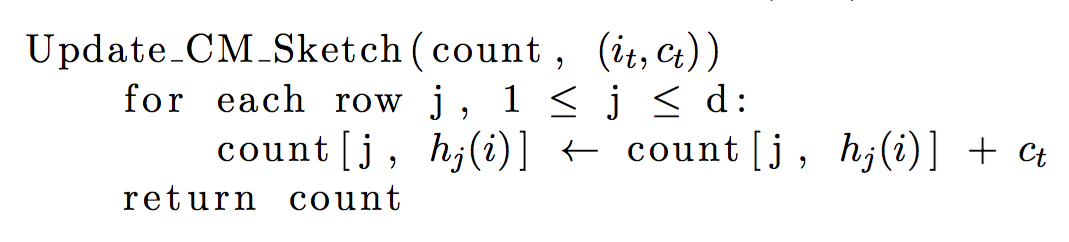 Update_CM_Sketch(count, (i_t, c_t))
for each row j, 1 ≤ j ≤ d:
count[j, h_j(i)] ← count[j, h_j(i)] + c_t
return count